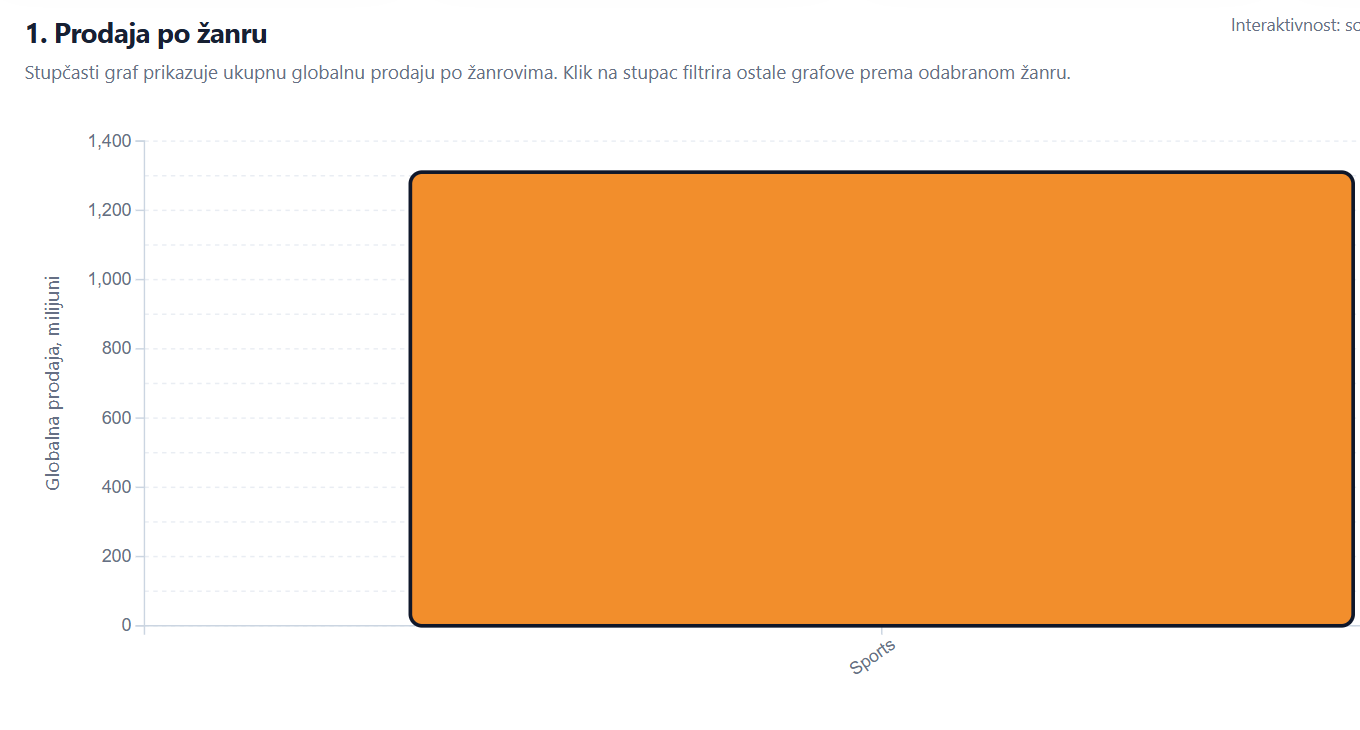 1. Prodaja po žanru
Interaktivnost:
Stupčasti graf prikazuje ukupnu globalnu prodaju po žanrovima. Klik na stupac filtrira ostale grafove prema odabranom žanru.
Globalna prodaja, milijuni
1,400
1,200
1,000
800
600
400
200
0
Sports